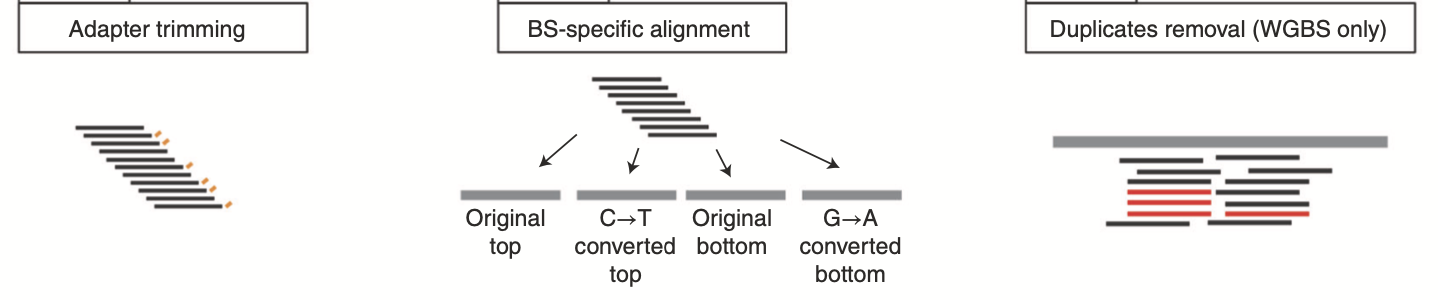 Adapter trimming
BS-specific alignment
Duplicates removal (WGBS only)
Original
top
C→T
converted
top
Original
bottom
G→A
converted
bottom